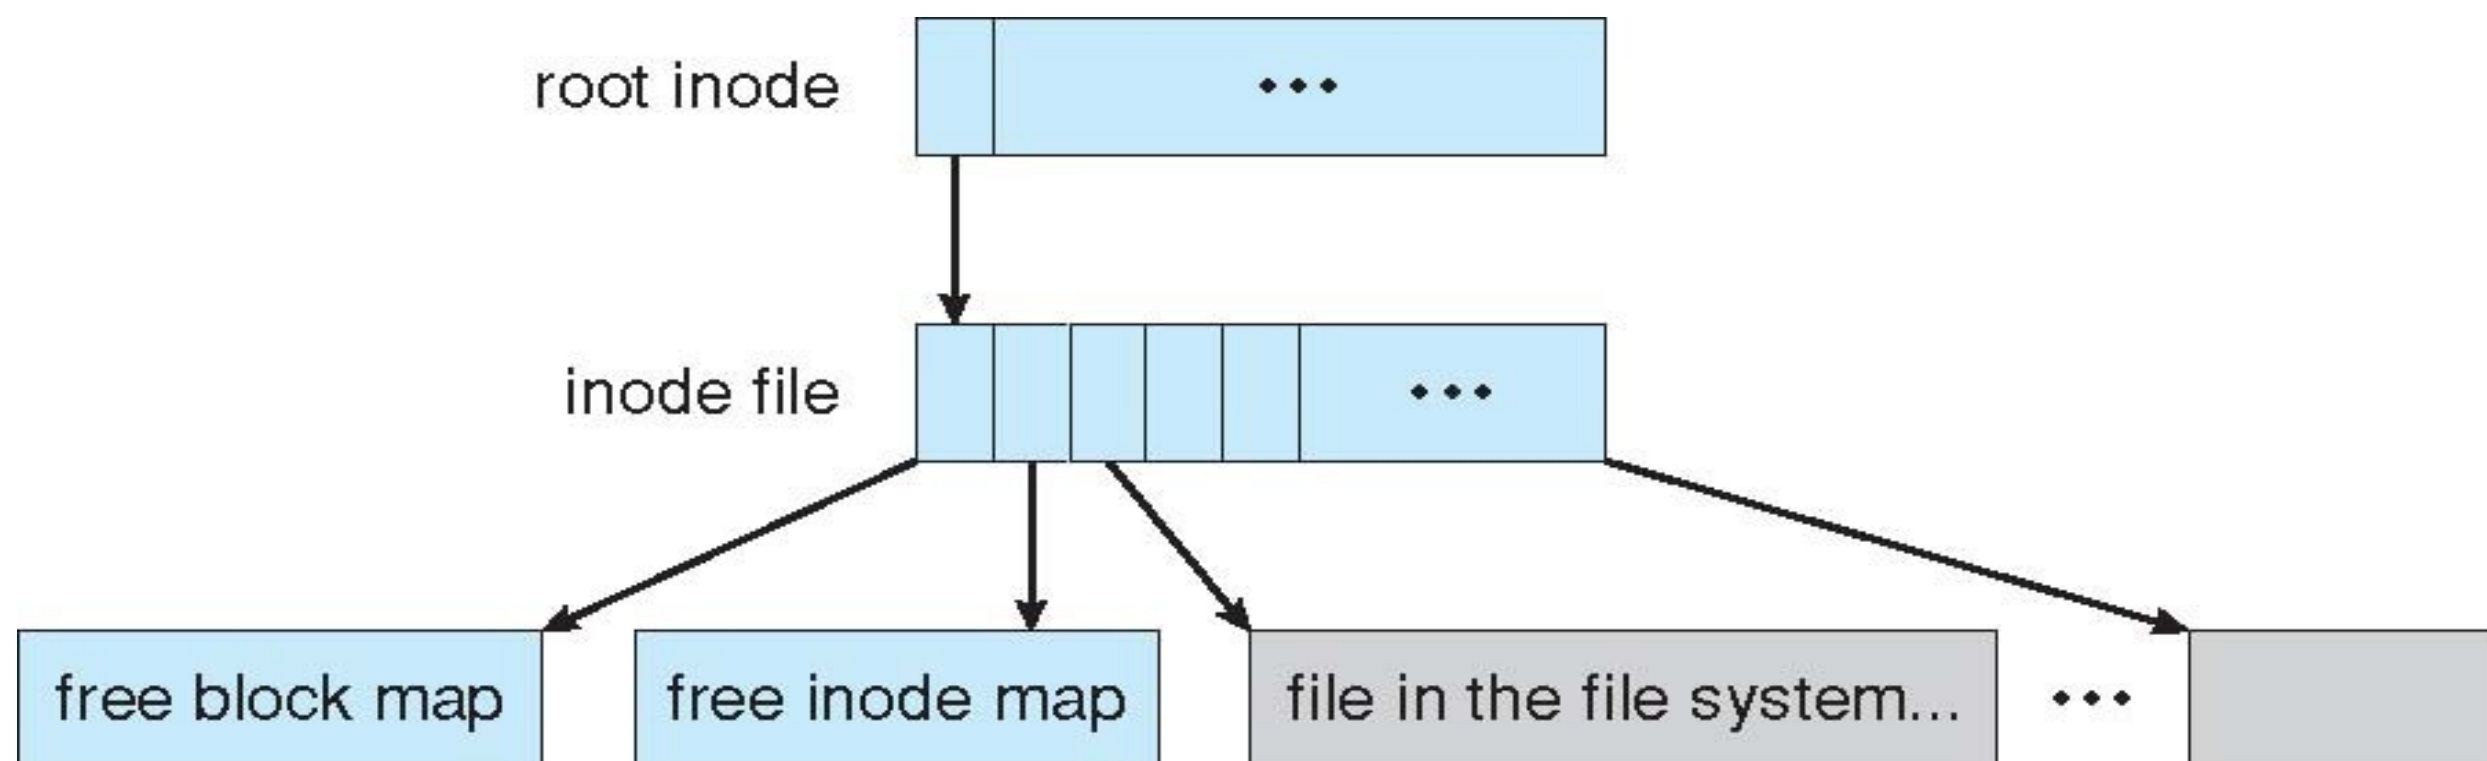 root inode
•••
inode file
•••
free block map
free inode map
file in the file system...
•••